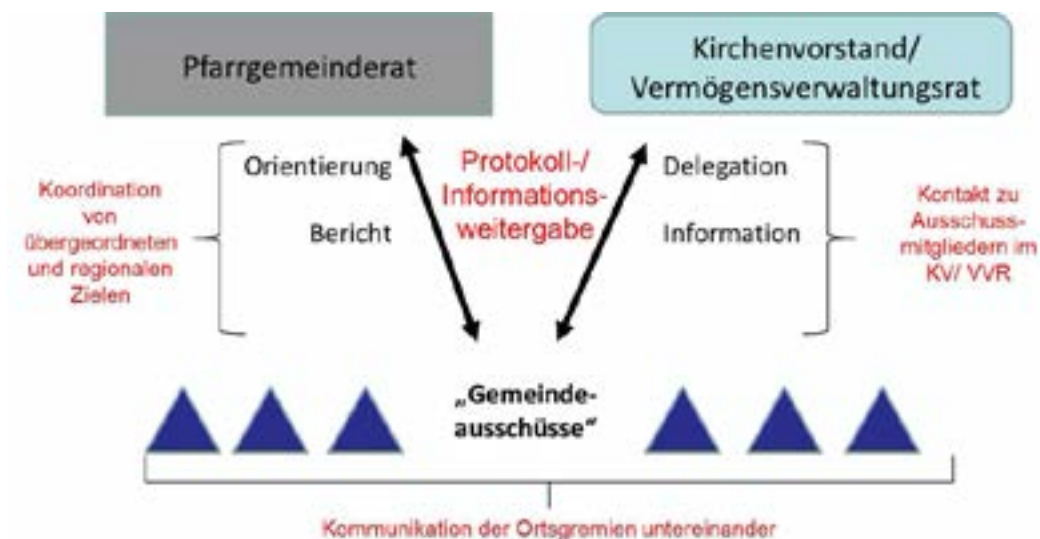 Pfarrgemeinderat
Kirchenvorstand/
Vermögensverwaltungsrat
Koordination
von
übergeordneten
und regionalen
Zielen
Orientierung
Bericht
Protokoll-/
Informations-
weitergabe
Delegation
Information
Kontakt zu
Ausschuss-
mitgliedern im
KV/ VVR
„Gemeinde-
ausschüsse“
Kommunikation der Ortsgremien untereinander